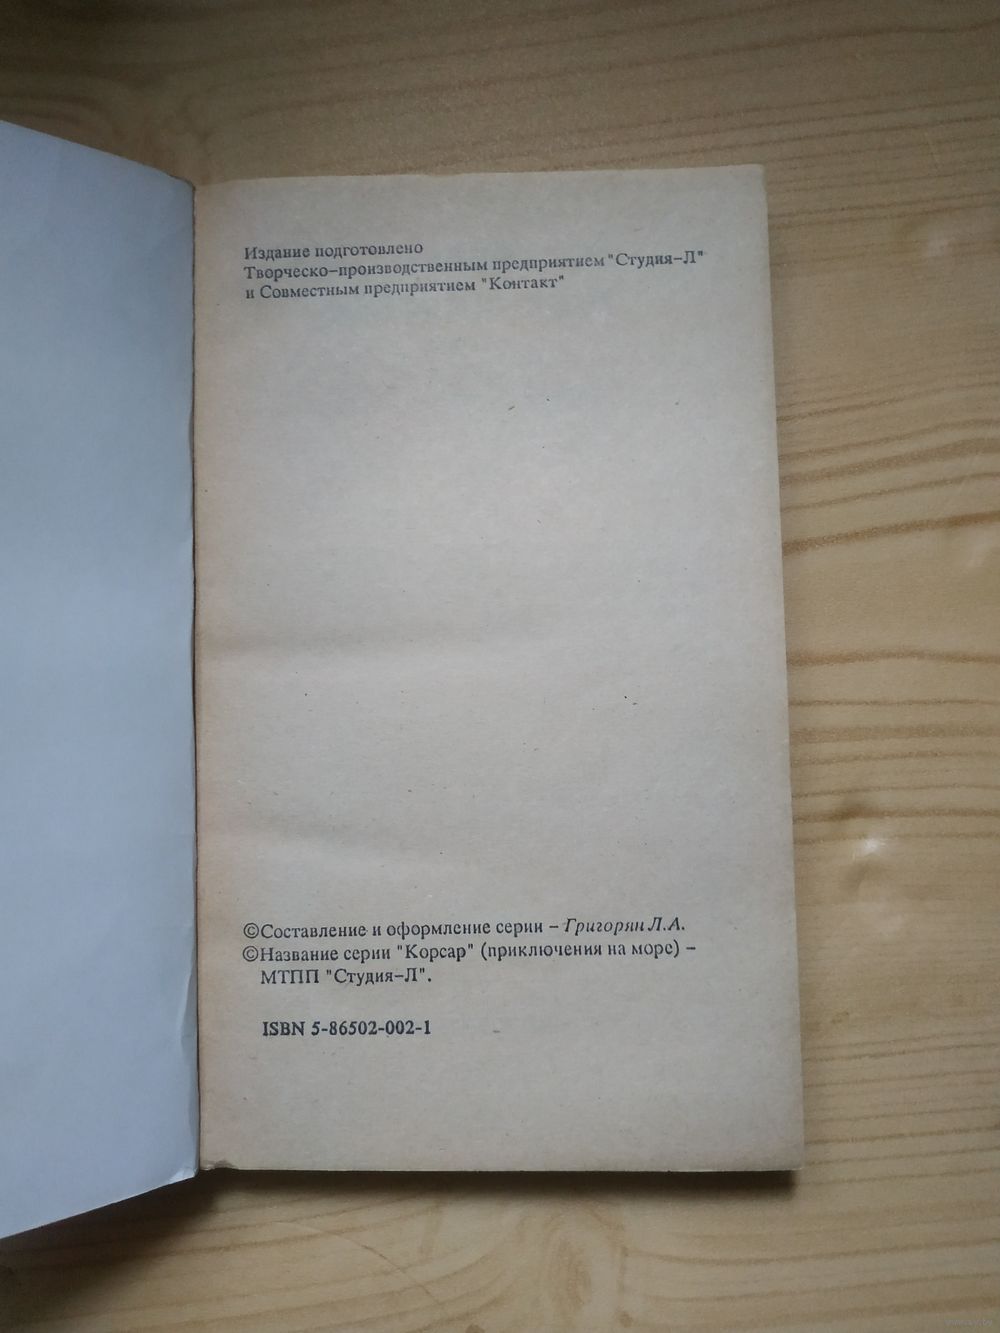 Издание подготовлено
Творческо-производственным предприятием "Студия-Л"
и Совместным предприятием "Контакт"
©Составление и оформление серии – Григорян Л.А.
©Название серии "Корсар" (приключения на море) –
МТПП "Студия-Л".
ISBN 5-86502-002-1